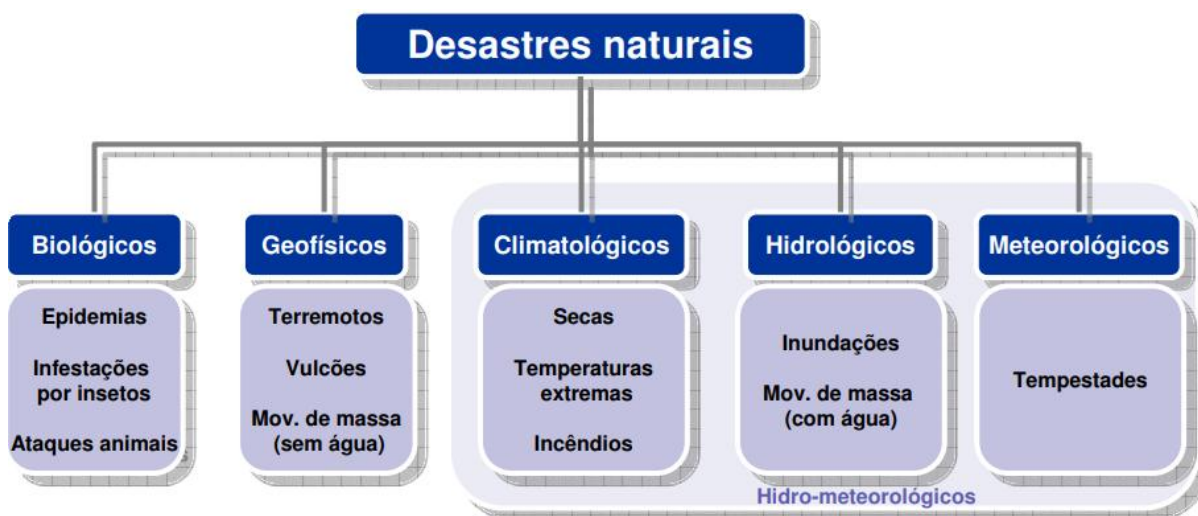 Desastres naturais
Biológicos
Epidemias
Infestações
por insetos
Ataques animais
Geofísicos
Terremotos
Vulcões
Mov. de massa
(sem água)
Climatológicos
Secas
Temperaturas
extremas
Incêndios
Hidrológicos
Inundações
Mov. de massa
(com água)
Meteorológicos
Tempestades
Hidro-meteorológicos